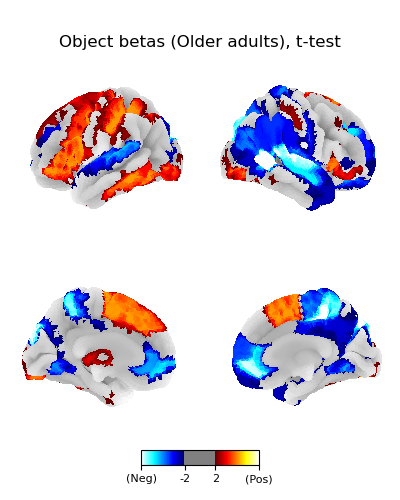 Object betas (Older adults), t-test
(Neg) -2 2 (Pos)